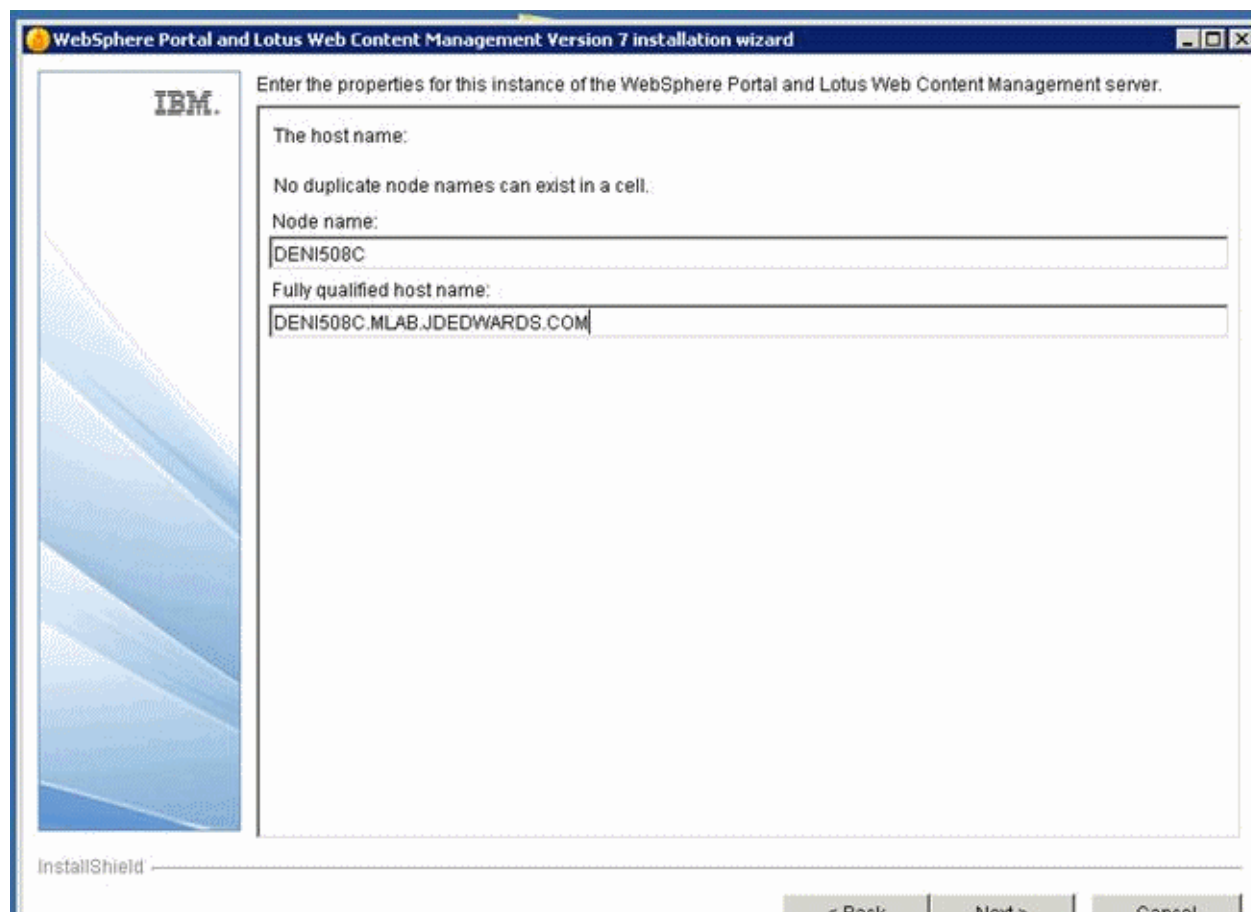 WebSphere Portal and Lotus Web Content Management Version 7 installation wizard
IBM.
Enter the properties for this instance of the WebSphere Portal and Lotus Web Content Management server.
The host name:
No duplicate node names can exist in a cell.
Node name:
DENI508C
Fully qualified host name:
DENI508C.MLAB.JDEDWARDS.COM
InstallShield
< Back Next > Cancel